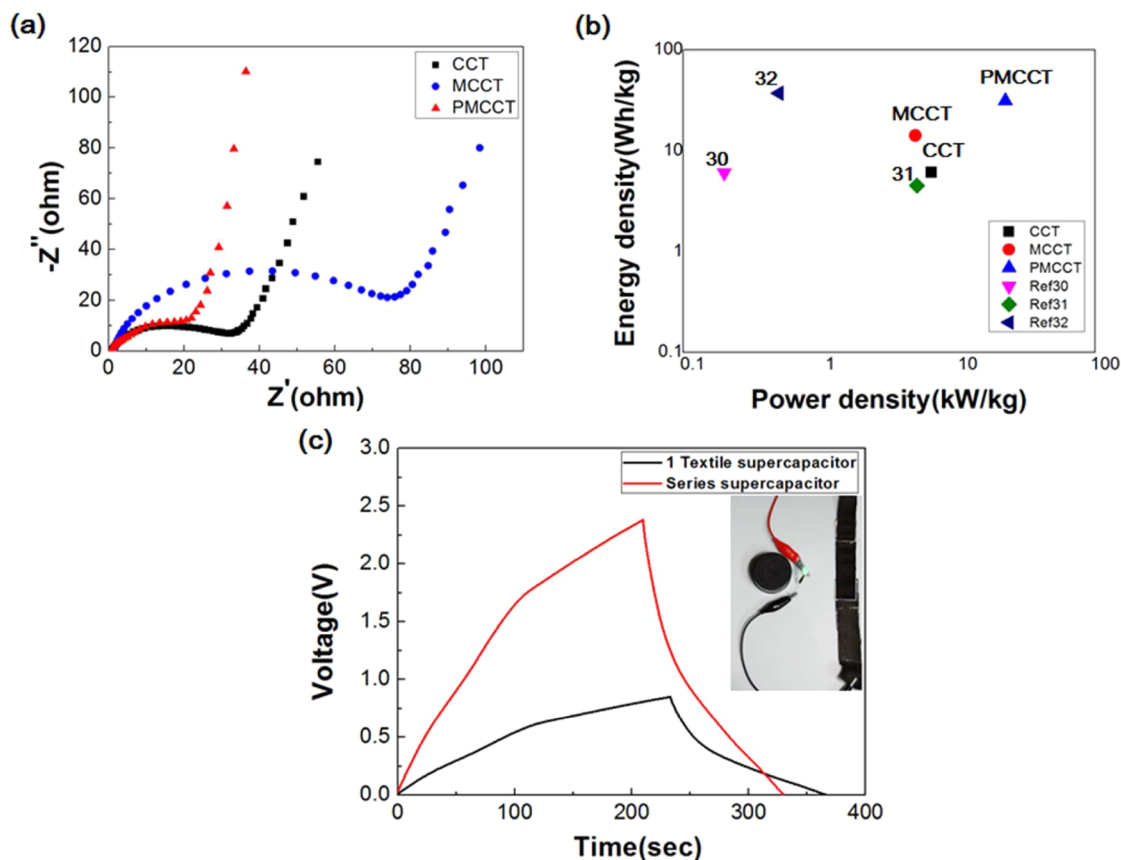 (a)
120
100
80
60
40
20
0
-Z''(ohm)
CCT
MCCT
PMCCT
0 20 40 60 80 100
Z'(ohm)
(b)
100
10
1
0.1
Energy density(Wh/kg)
32
PMCCT
MCCT
30
CCT
31
CCT
MCCT
PMCCT
Ref30
Ref31
Ref32
0.1 1 10 100
Power density(kW/kg)
(c)
3.0
2.5
2.0
1.5
1.0
0.5
0.0
Voltage(V)
1 Textile supercapacitor
Series supercapacitor
0 100 200 300 400
Time(sec)